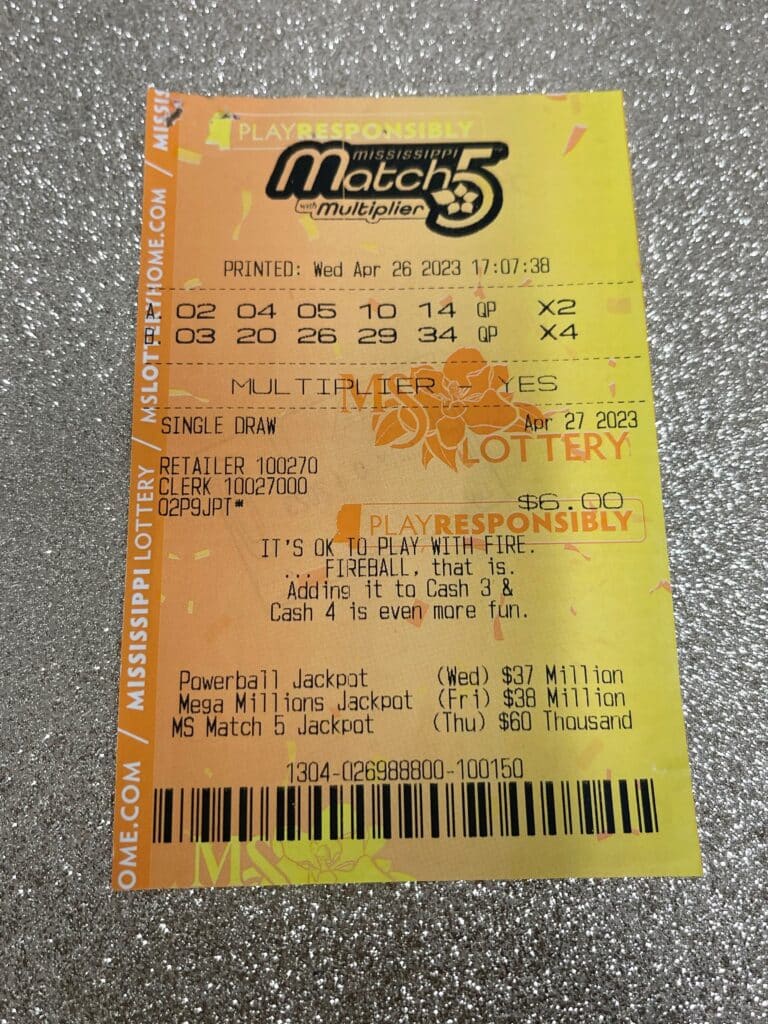 PLAYRESPONSIBLY
MISSISSIPPI
Match 5
with Multiplier
PRINTED: Wed Apr 26 2023 17:07:38
A. 02 04 05 10 14 QP X2
B. 03 20 26 29 34 QP X4
MULTIPLIER - YES
MS
LOTTERY
SINGLE DRAW Apr 27 2023
RETAILER 100270
CLERK 10027000
02P9JPT*
$6.00
PLAYRESPONSIBLY
IT'S OK TO PLAY WITH FIRE.
... FIREBALL, that is.
Adding it to Cash 3 &
Cash 4 is even more fun.
Powerball Jackpot (Wed) $37 Million
Mega Millions Jackpot (Fri) $38 Million
MS Match 5 Jackpot (Thu) $60 Thousand
1304-026988800-100150
MS
OME.COM / MISSISSIPPI LOTTERY / MSLOTTERYHOME.COM / MISSIS